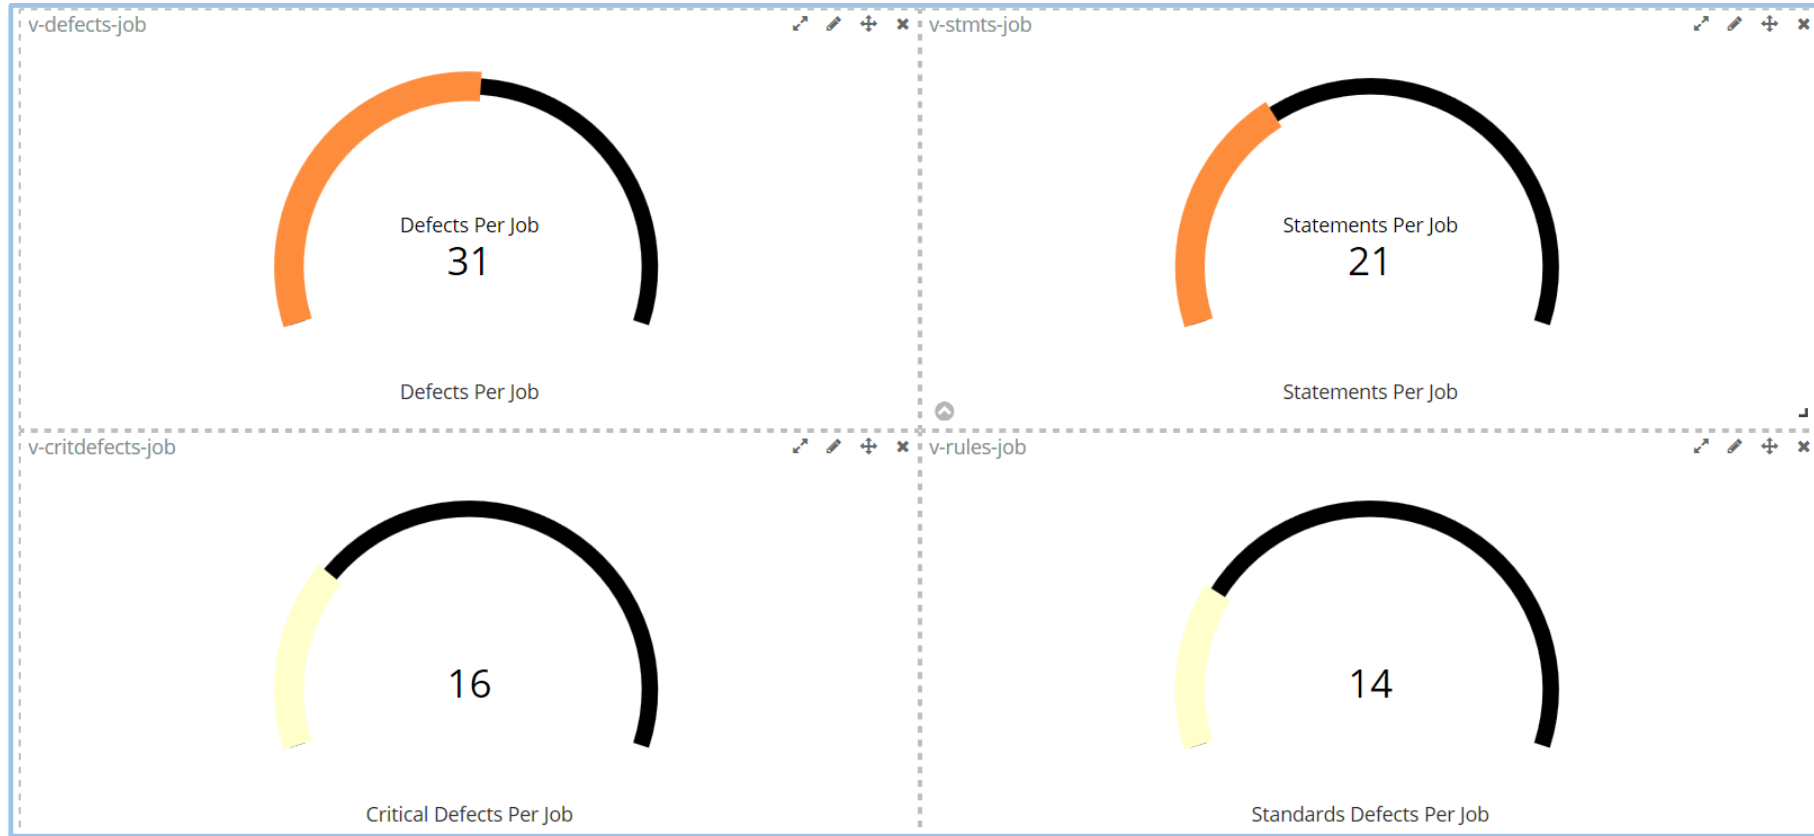 v-defects-job
Defects Per Job
31
Defects Per Job
v-stmts-job
Statements Per Job
21
Statements Per Job
v-critdefects-job
16
Critical Defects Per Job
v-rules-job
14
Standards Defects Per Job